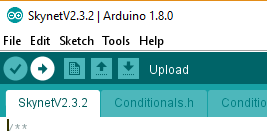 SkynetV2.3.2 | Arduino 1.8.0
File Edit Sketch Tools Help
Upload
SkynetV2.3.2 Conditionals.h Conditio
/**